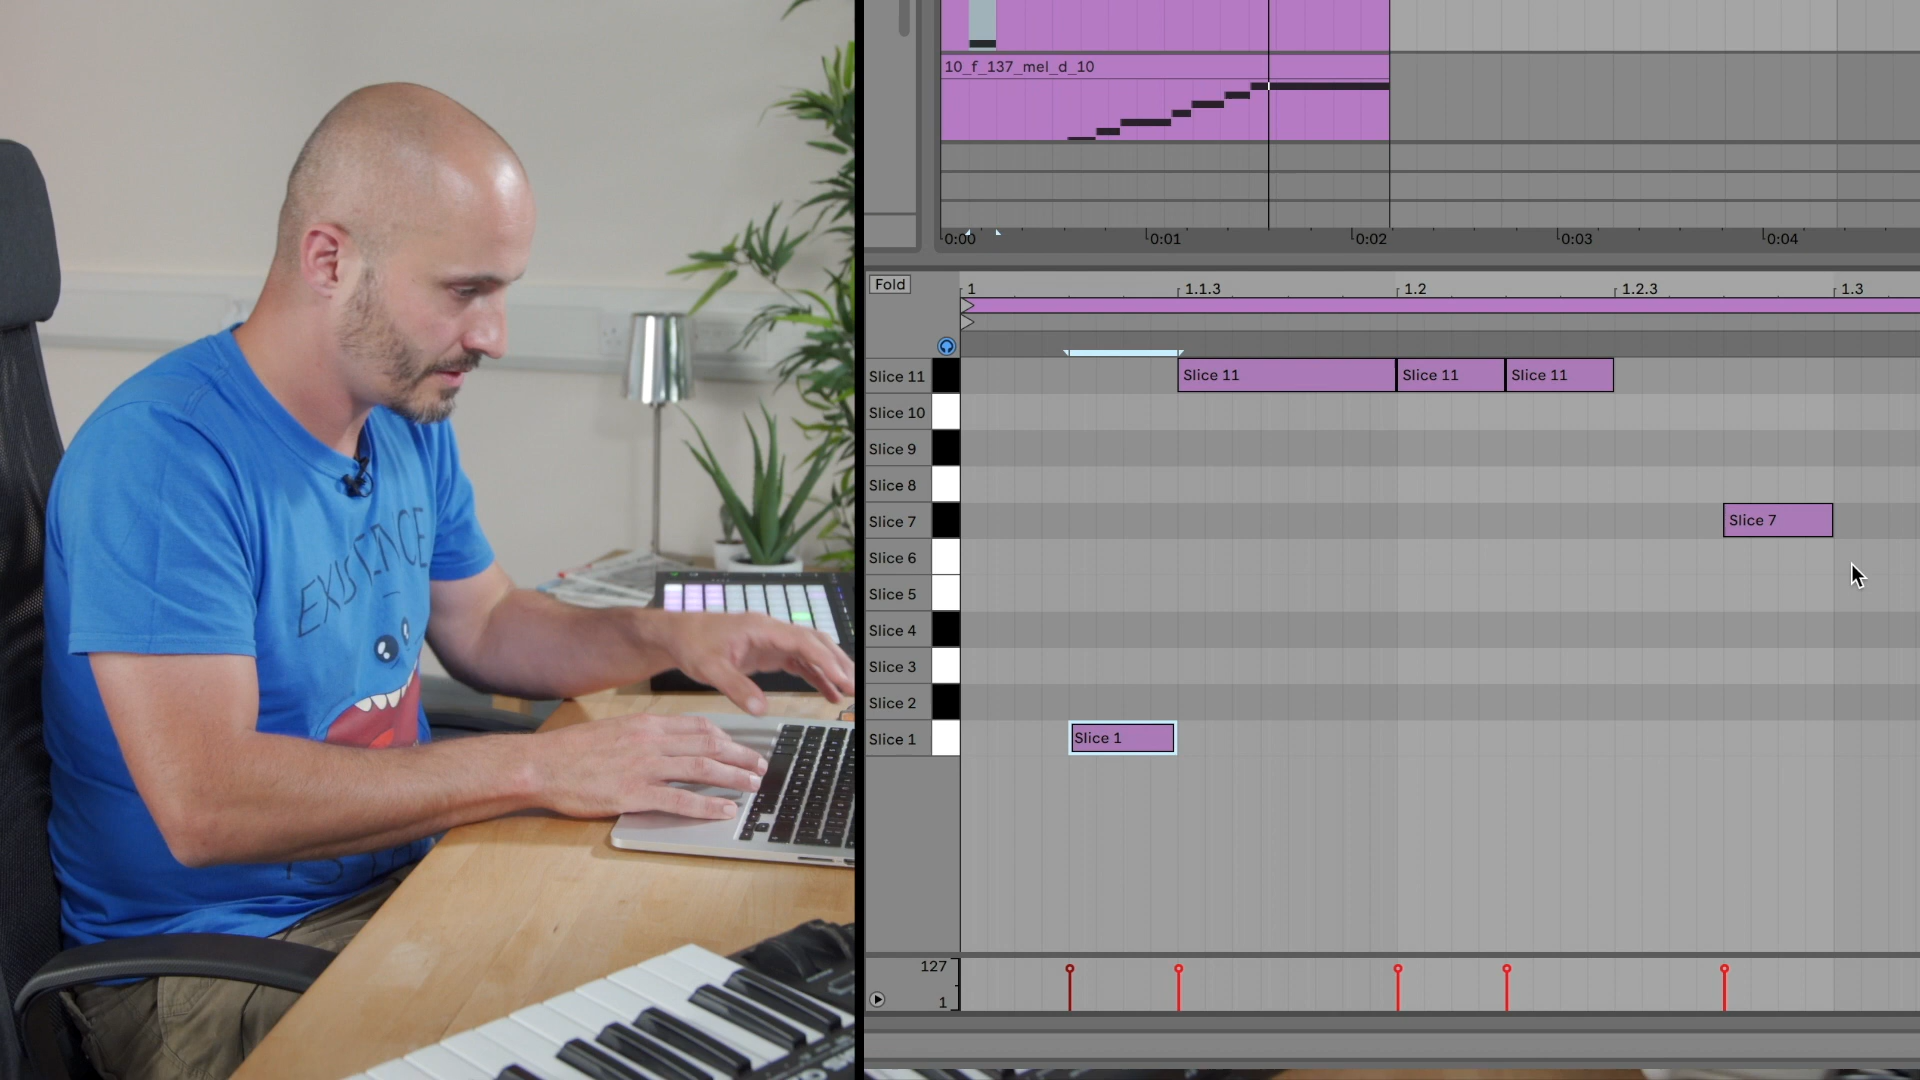 10_f_137_mel_d_10
0:00 0:01 0:02 0:03 0:04
Fold 1 1.1.3 1.2 1.2.3 1.3
Slice 11 Slice 11 Slice 11 Slice 11
Slice 10
Slice 9
Slice 8
Slice 7 Slice 7
Slice 6
Slice 5
Slice 4
Slice 3
Slice 2
Slice 1 Slice 1
127
1
EXISTENCE
IS